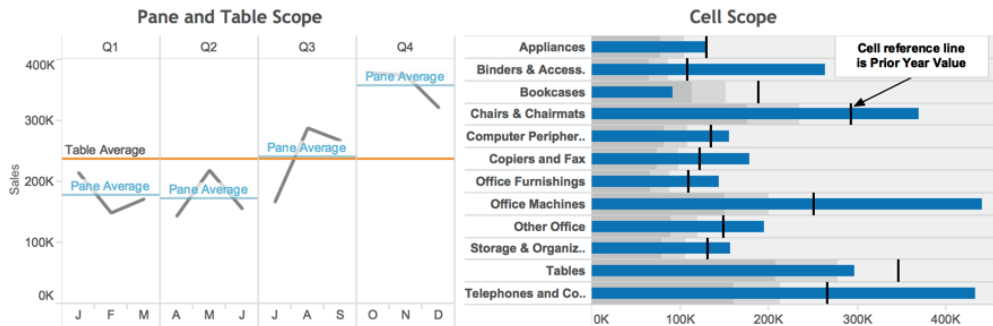 Pane and Table Scope
Q1 Q2 Q3 Q4
400K
300K
200K
100K
0K
Sales
Table Average
Pane Average
Pane Average
Pane Average
Pane Average
J F M A M J J A S O N D
Cell Scope
Cell reference line
is Prior Year Value
Appliances
Binders & Access.
Bookcases
Chairs & Chairmats
Computer Peripher..
Copiers and Fax
Office Furnishings
Office Machines
Other Office
Storage & Organiz..
Tables
Telephones and Co..
0K 100K 200K 300K 400K